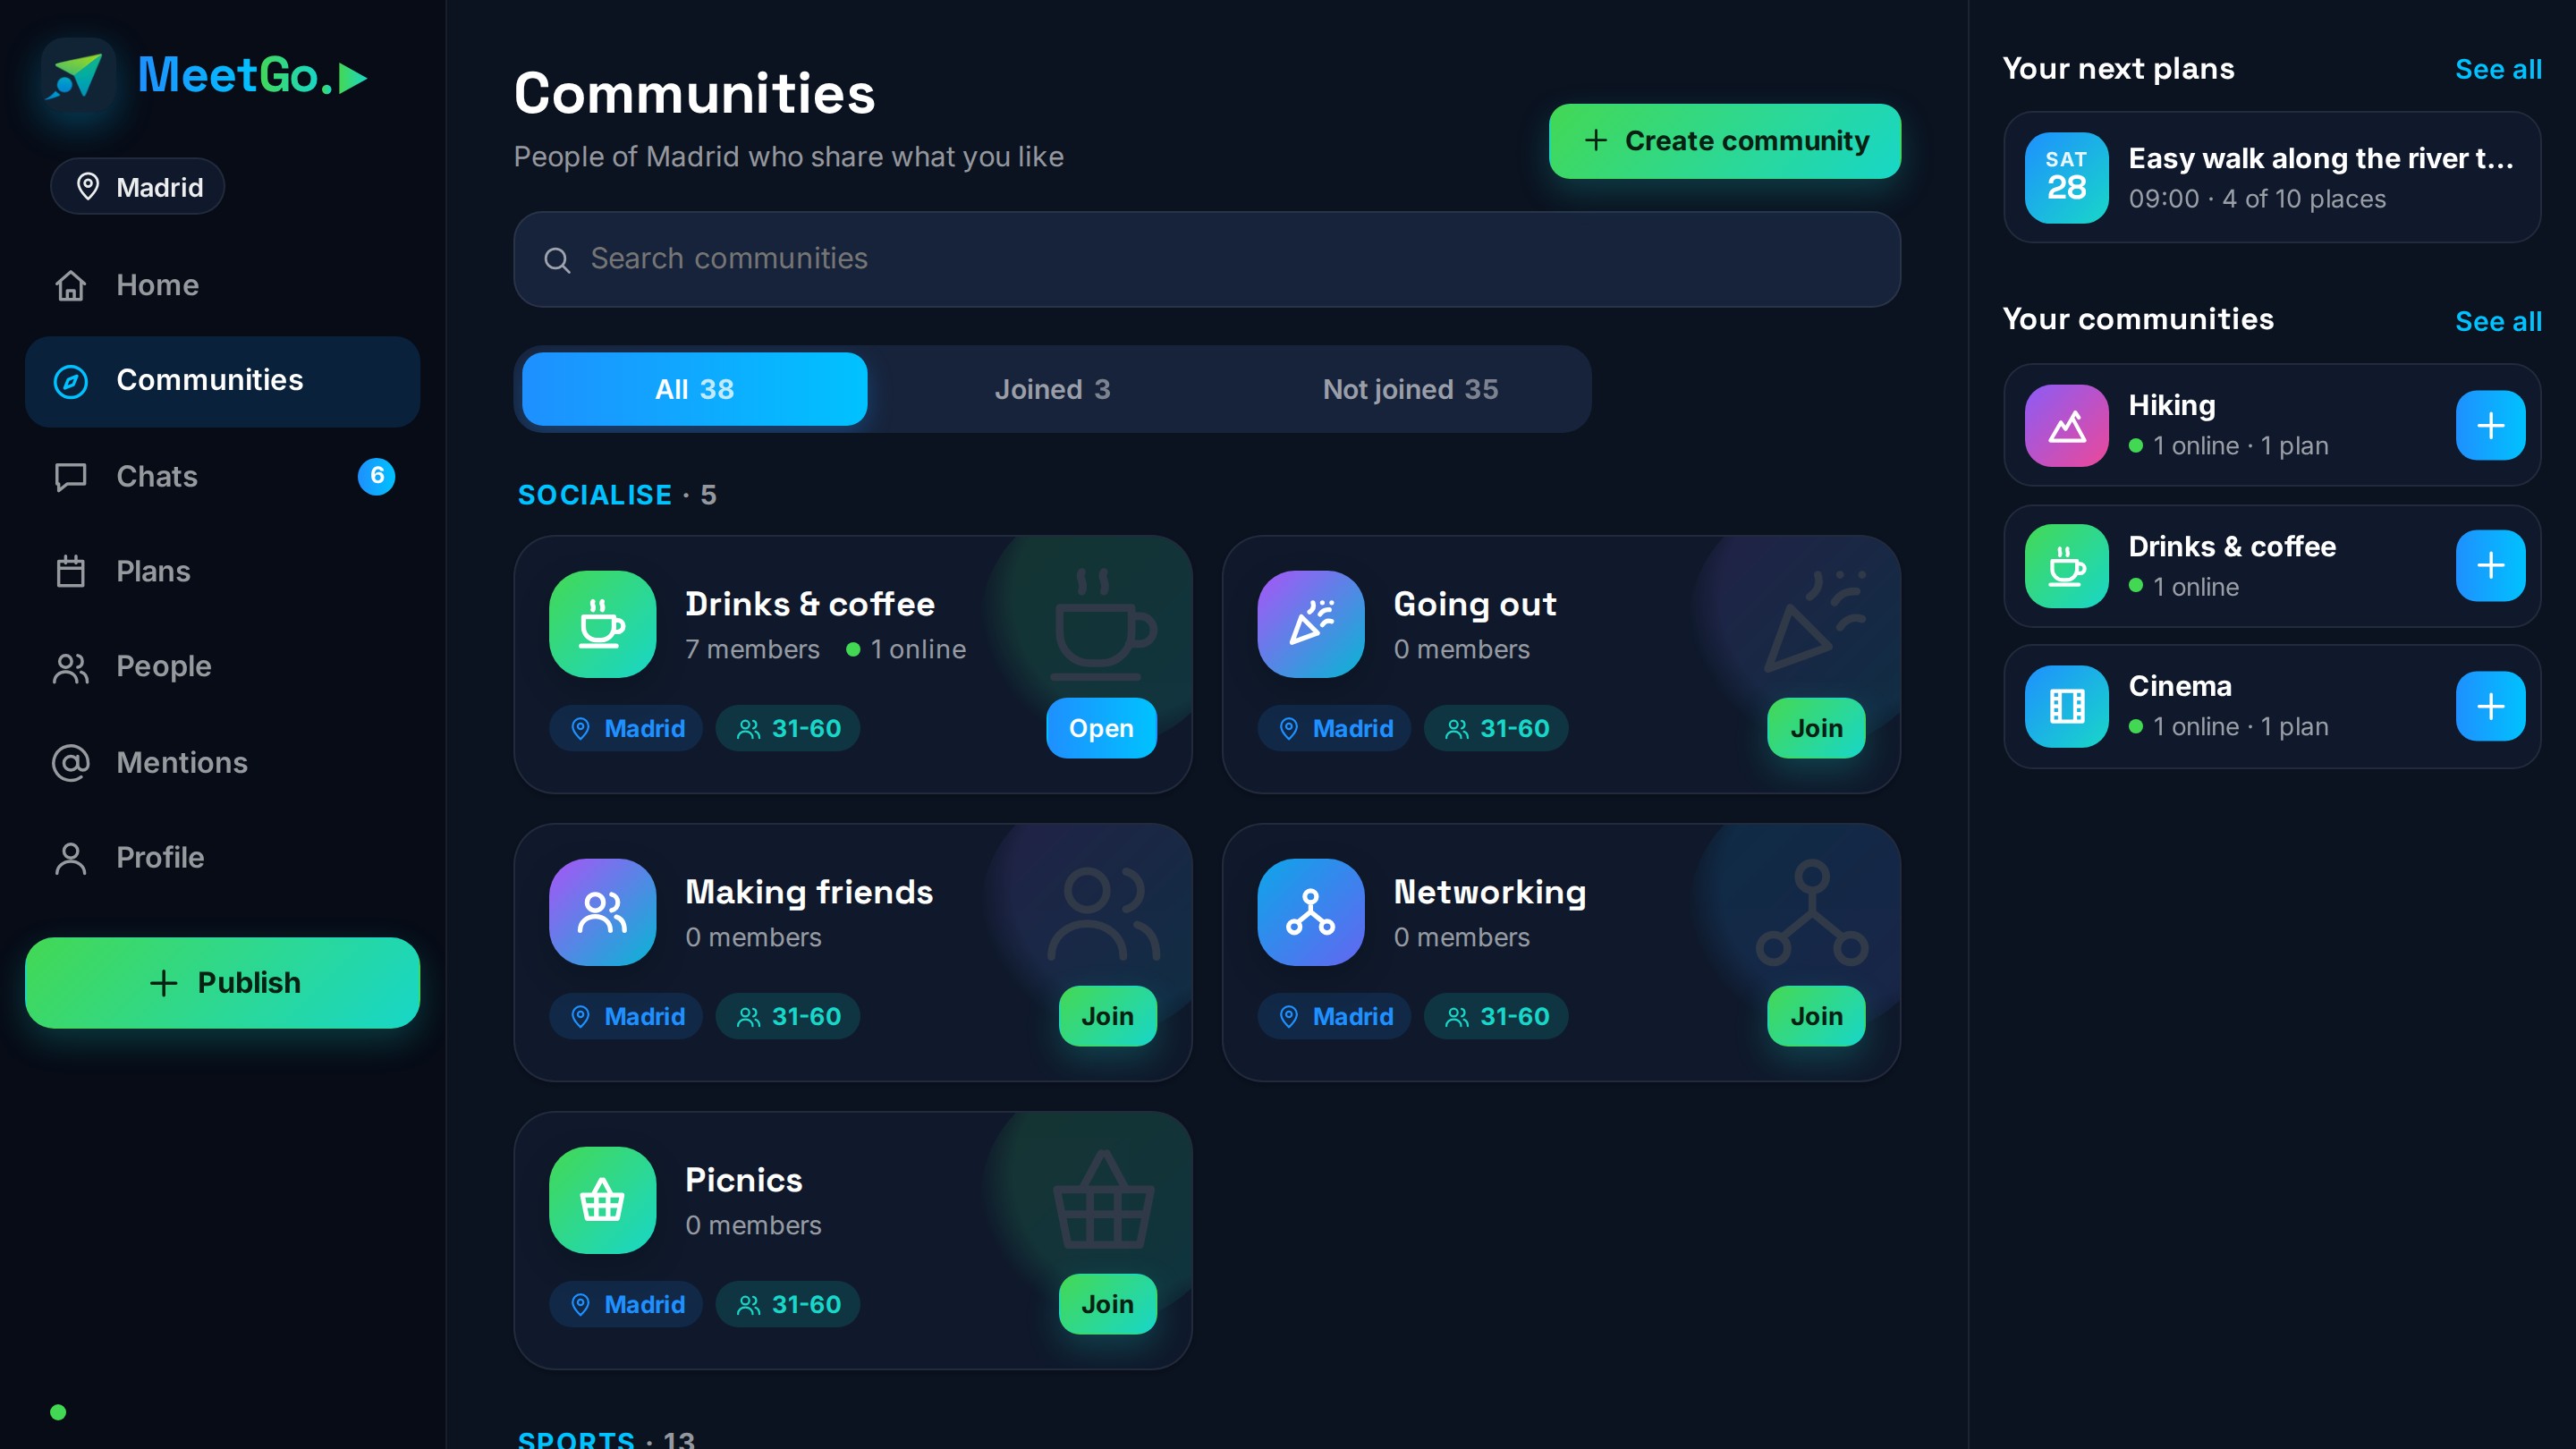 MeetGo.
Madrid
Home
Communities
Chats 6
Plans
People
Mentions
Profile
Publish
Communities
People of Madrid who share what you like
Create community
Search communities
All 38
Joined 3
Not joined 35
SOCIALISE · 5
Drinks & coffee
7 members 1 online
Madrid 31-60 Open
Going out
0 members
Madrid 31-60 Join
Making friends
0 members
Madrid 31-60 Join
Networking
0 members
Madrid 31-60 Join
Picnics
0 members
Madrid 31-60 Join
SPORTS · 13
Your next plans See all
SAT
28
Easy walk along the river t...
09:00 · 4 of 10 places
Your communities See all
Hiking
1 online · 1 plan
Drinks & coffee
1 online
Cinema
1 online · 1 plan